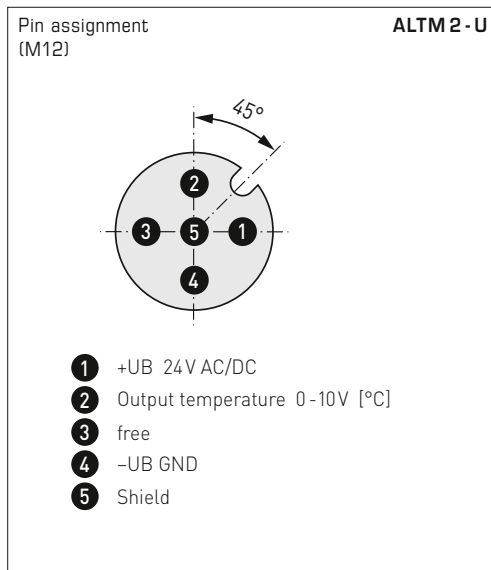 Pin assignment ALTM 2 - U
(M12)
45°
2
3 5 1
4
1 +UB 24 V AC/DC
2 Output temperature 0 - 10 V [°C]
3 free
4 –UB GND
5 Shield